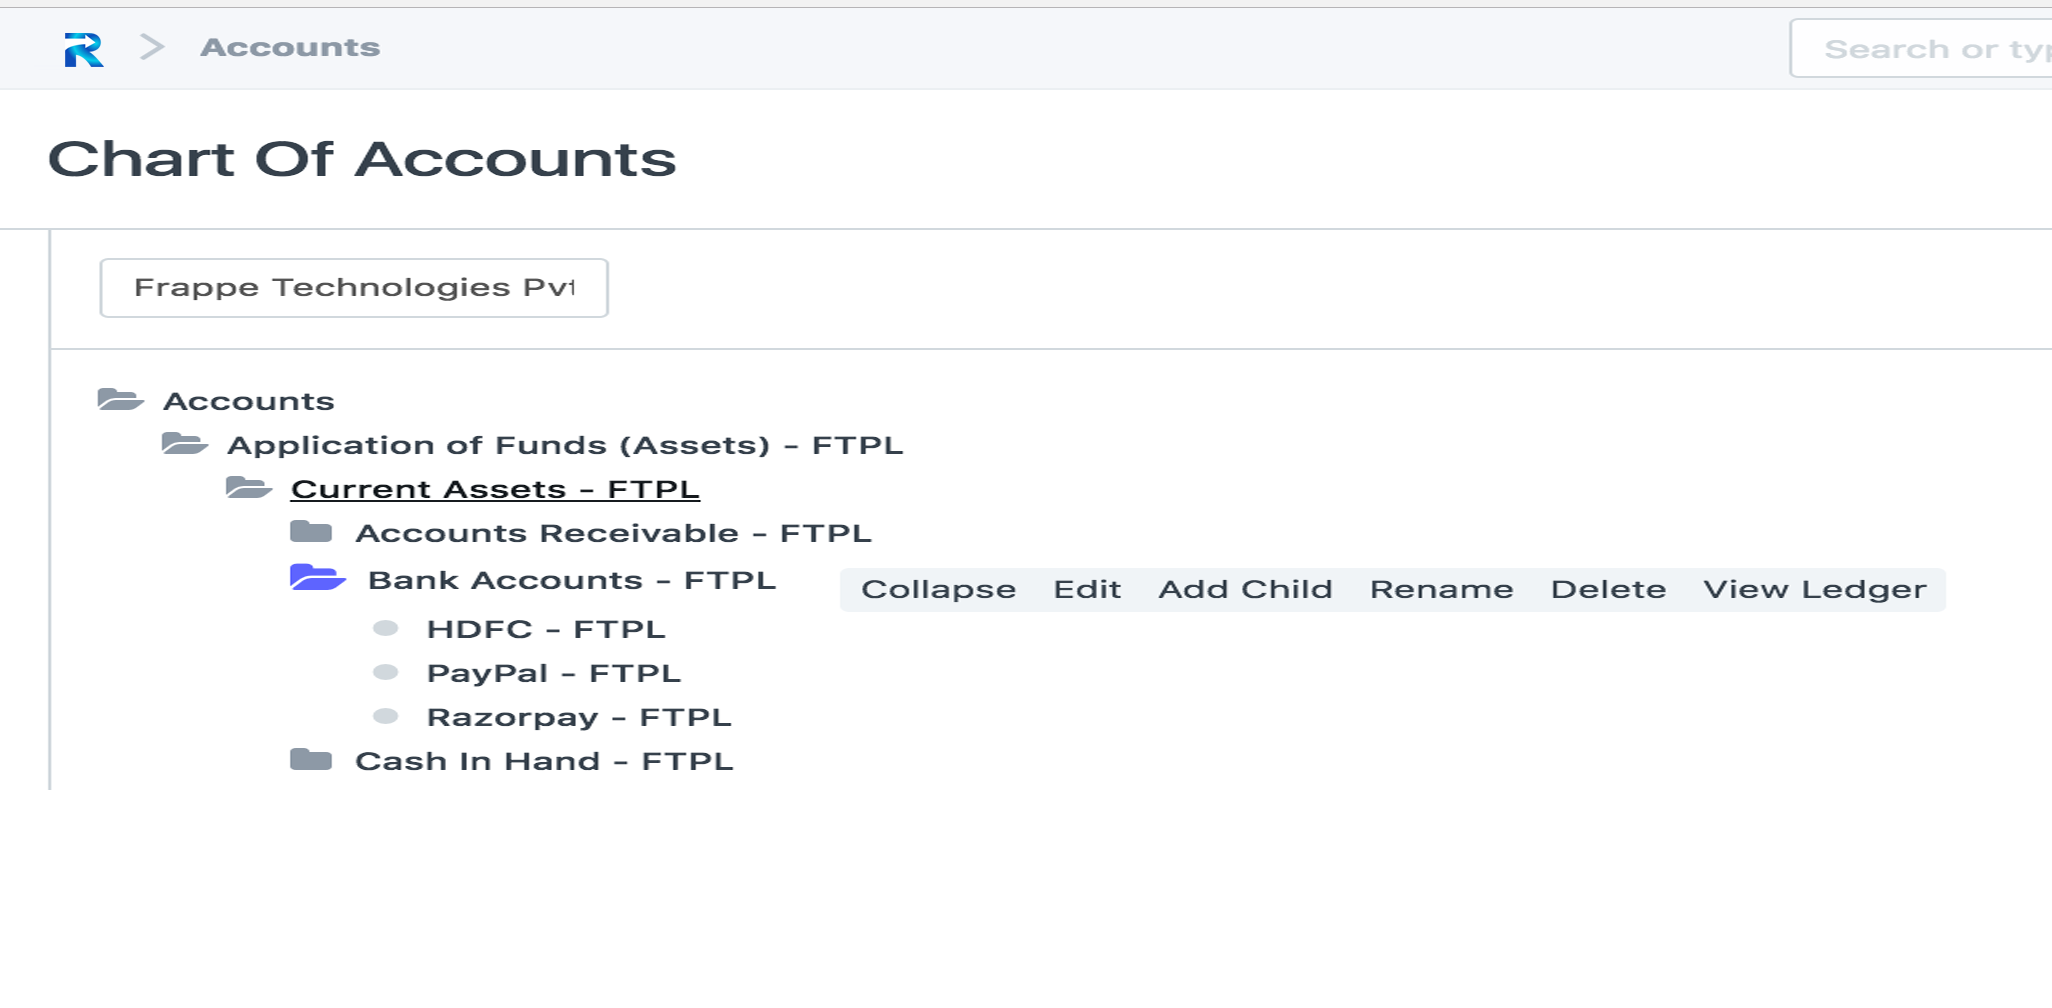 Accounts
Search or
Chart Of Accounts
Frappe Technologies
Accounts
Application of Funds (Assets) - FTPL
Current Assets - FTPL
Accounts Receivable - FTPL
Bank Accounts - FTPL
Collapse Edit Add Child Rename Delete View Ledger
HDFC - FTPL
PayPal - FTPL
Razorpay - FTPL
Cash In Hand - FTPL